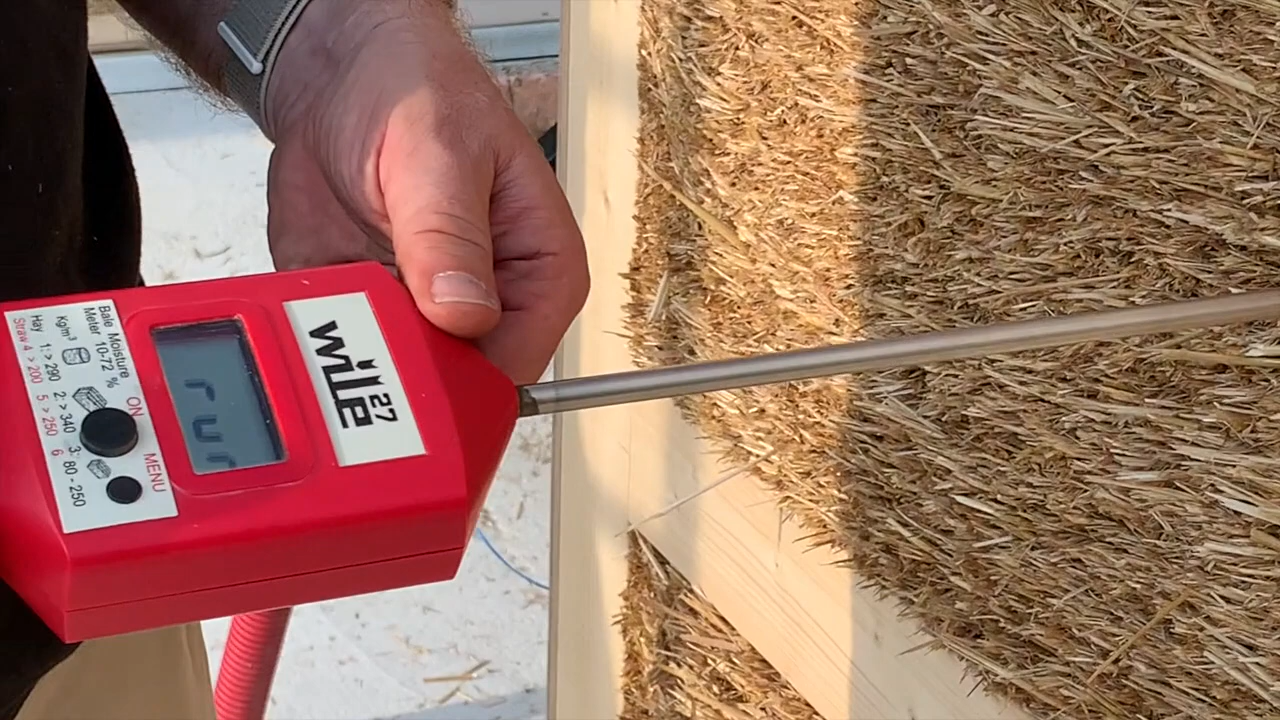 wile 27
run
Bale Moisture
Meter 10-72 %
Kg/m³
Hay 1: > 290 2: > 340 3: 80 - 250
Straw 4 > 200 5 > 250 6
ON
MENU